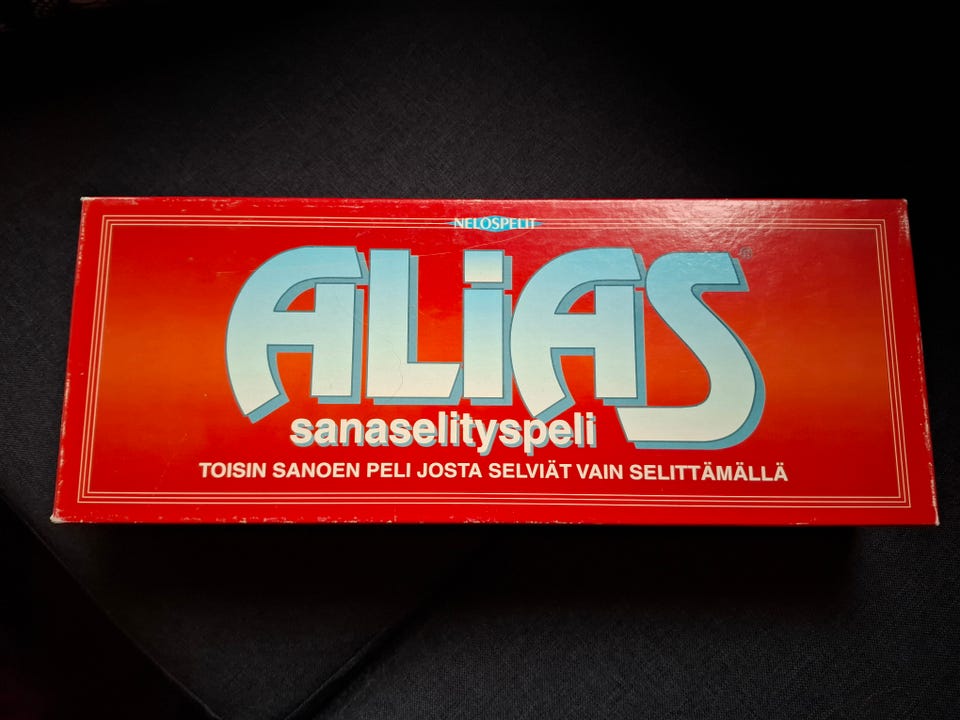 NELOSPELIT
ALiAS®
sanaselityspeli
TOISIN SANOEN PELI JOSTA SELVIÄT VAIN SELITTÄMÄLLÄ